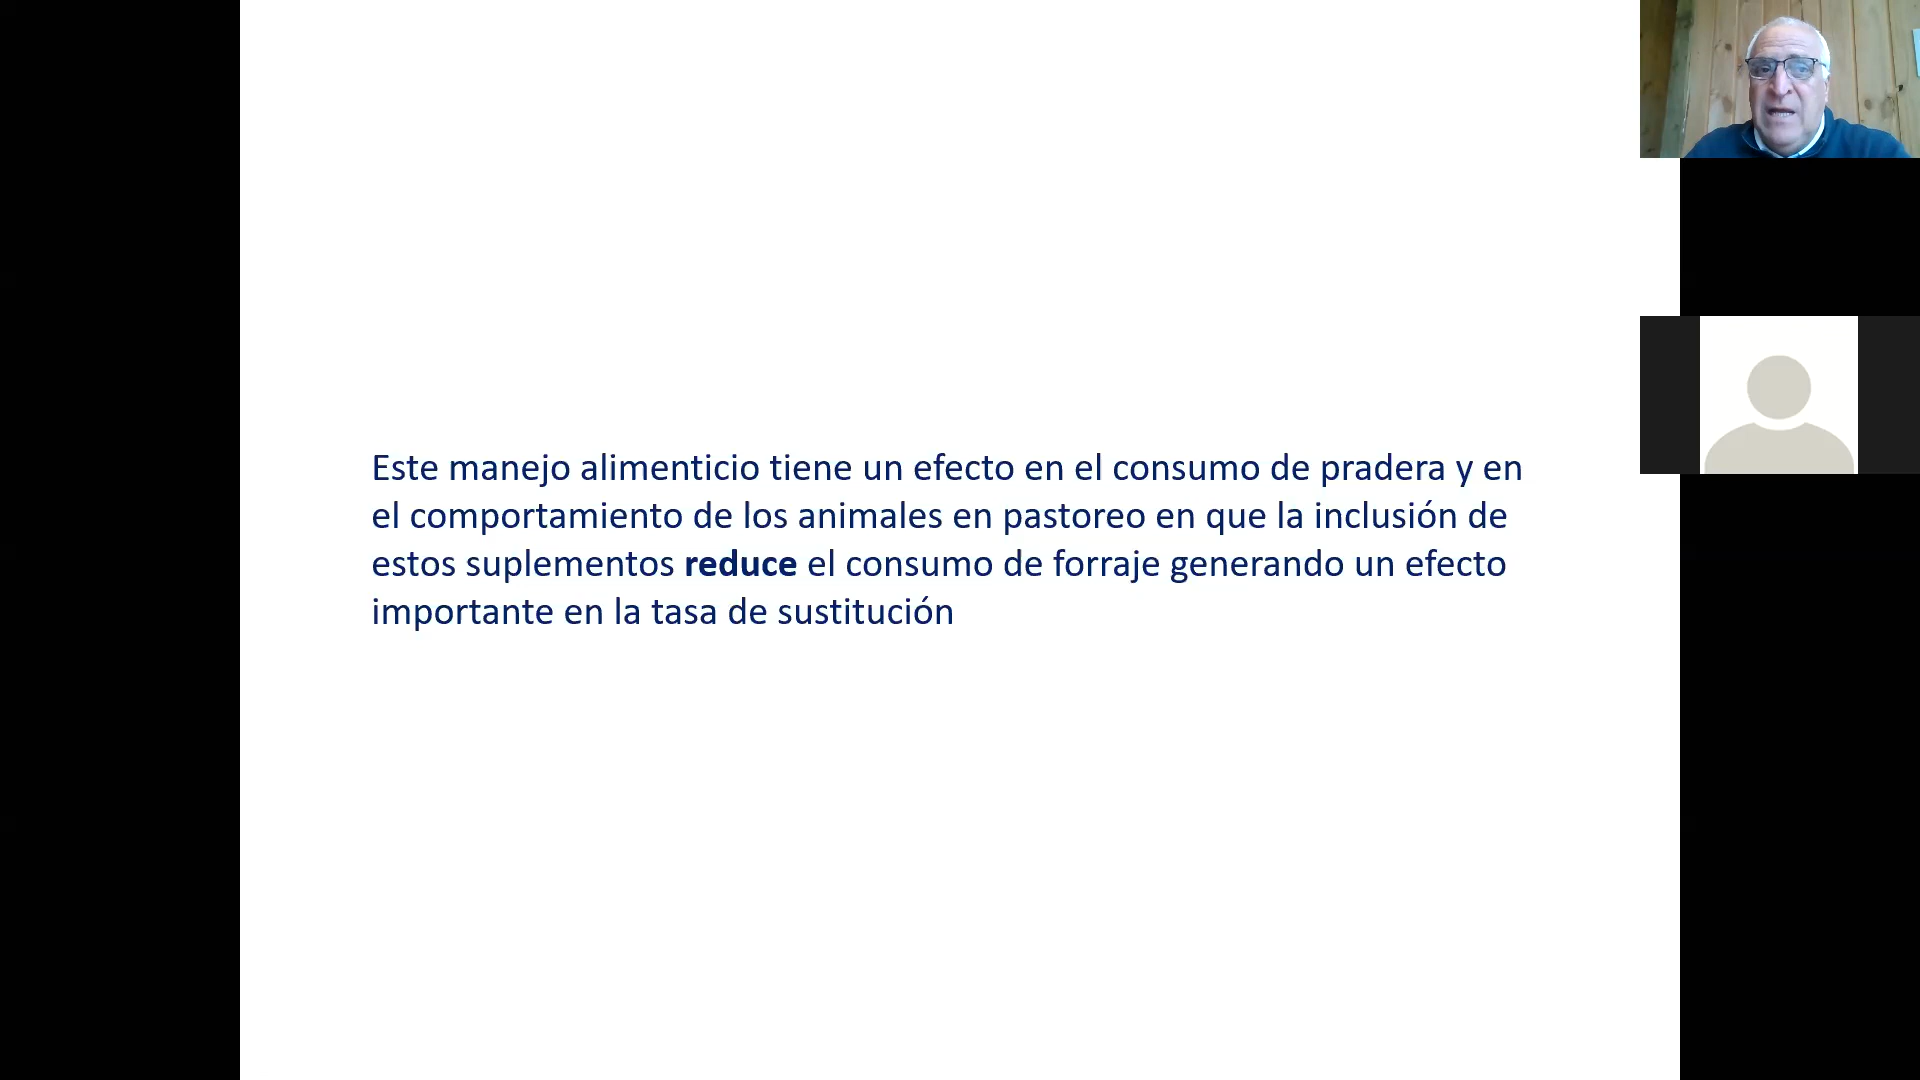 Este manejo alimenticio tiene un efecto en el consumo de pradera y en
el comportamiento de los animales en pastoreo en que la inclusión de
estos suplementos reduce el consumo de forraje generando un efecto
importante en la tasa de sustitución